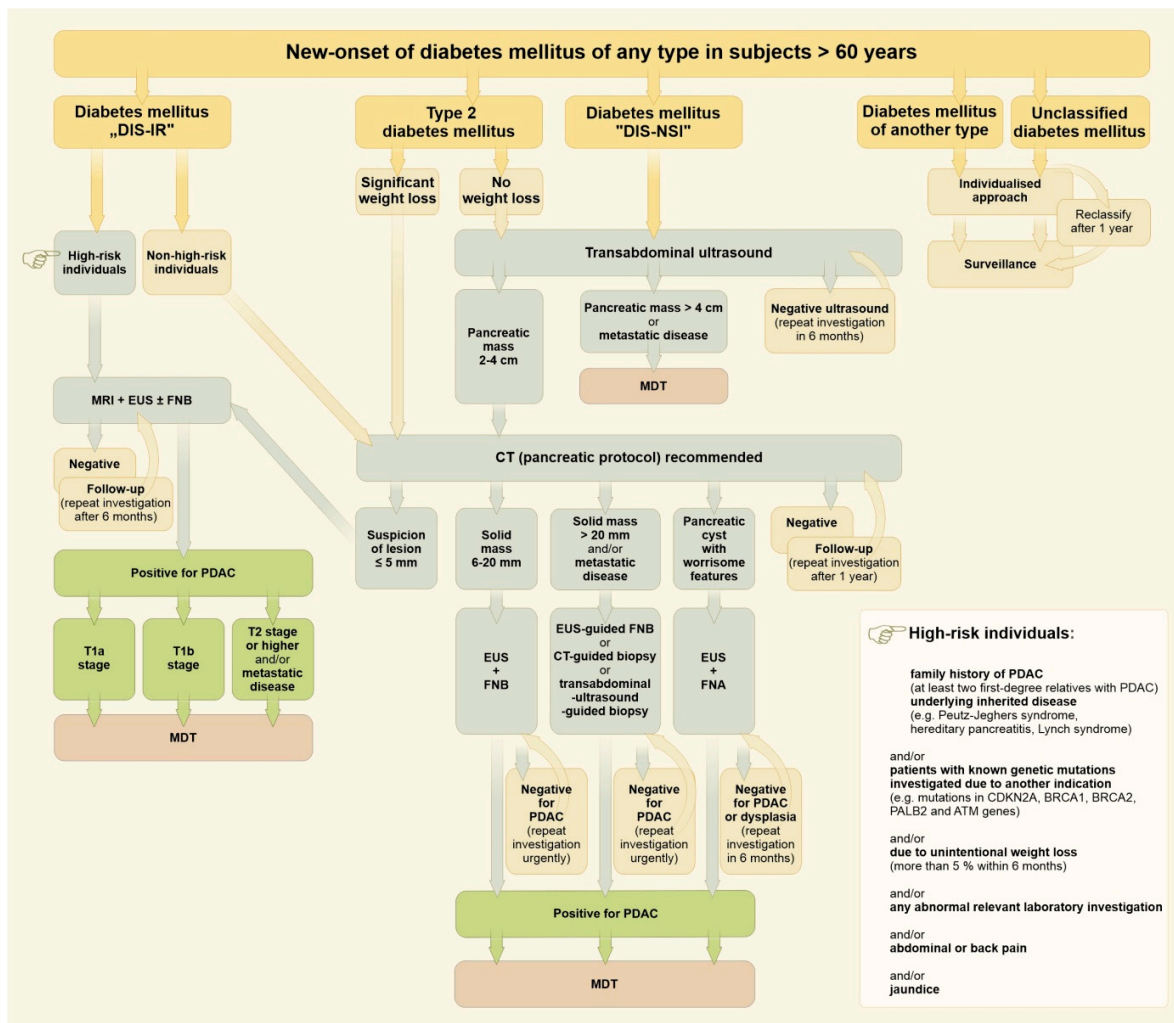 New-onset of diabetes mellitus of any type in subjects > 60 years
Diabetes mellitus
„DIS-IR"
Type 2
diabetes mellitus
Diabetes mellitus
"DIS-NSI"
Diabetes mellitus
of another type
Unclassified
diabetes mellitus
Significant
weight loss
No
weight loss
Individualised
approach
Reclassify
after 1 year
Surveillance
High-risk
individuals
Non-high-risk
individuals
Transabdominal ultrasound
Pancreatic
mass
2-4 cm
Pancreatic mass > 4 cm
or
metastatic disease
Negative ultrasound
(repeat investigation
in 6 months)
MDT
MRI + EUS ± FNB
Negative
Follow-up
(repeat investigation
after 6 months)
CT (pancreatic protocol) recommended
Suspicion
of lesion
≤ 5 mm
Solid
mass
6-20 mm
Solid mass
> 20 mm
and/or
metastatic
disease
Pancreatic
cyst
with
worrisome
features
Negative
Follow-up
(repeat investigation
after 1 year)
Positive for PDAC
T1a
stage
T1b
stage
T2 stage
or higher
and/or
metastatic
disease
MDT
EUS
+
FNB
EUS-guided FNB
or
CT-guided biopsy
or
transabdominal
-ultrasound
-guided biopsy
EUS
+
FNA
Negative
for
PDAC
(repeat
investigation
urgently)
Negative
for
PDAC
(repeat
investigation
urgently)
Negative
for PDAC
or dysplasia
(repeat
investigation
in 6 months)
Positive for PDAC
MDT
High-risk individuals:
family history of PDAC
(at least two first-degree relatives with PDAC)
underlying inherited disease
(e.g. Peutz-Jeghers syndrome,
hereditary pancreatitis, Lynch syndrome)
and/or
patients with known genetic mutations
investigated due to another indication
(e.g. mutations in CDKN2A, BRCA1, BRCA2,
PALB2 and ATM genes)
and/or
due to unintentional weight loss
(more than 5 % within 6 months)
and/or
any abnormal relevant laboratory investigation
and/or
abdominal or back pain
and/or
jaundice